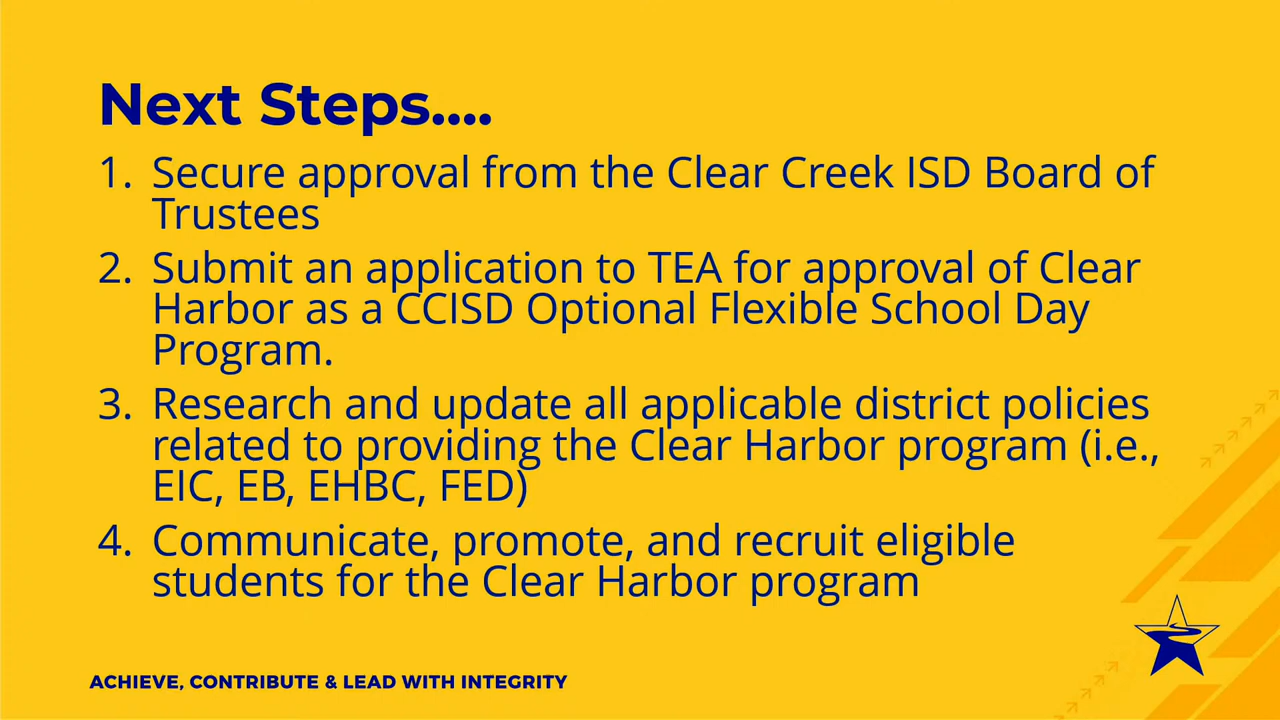 Next Steps....
1. Secure approval from the Clear Creek ISD Board of
Trustees
2. Submit an application to TEA for approval of Clear
Harbor as a CCISD Optional Flexible School Day
Program.
3. Research and update all applicable district policies
related to providing the Clear Harbor program (i.e.,
EIC, EB, EHBC, FED)
4. Communicate, promote, and recruit eligible
students for the Clear Harbor program
ACHIEVE, CONTRIBUTE & LEAD WITH INTEGRITY